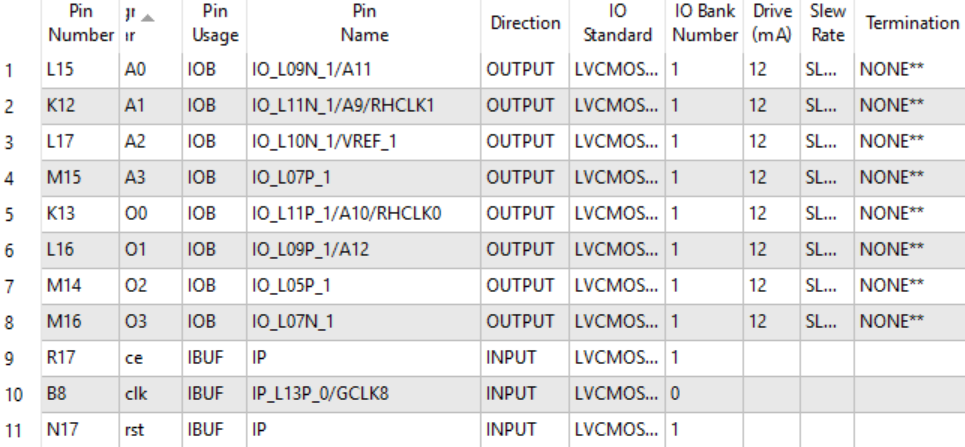 Pin Number gr ir Pin Usage Pin Name Direction IO Standard IO Bank Number Drive (mA) Slew Rate Termination
1 L15 A0 IOB IO_L09N_1/A11 OUTPUT LVCMOS... 1 12 SL... NONE**
2 K12 A1 IOB IO_L11N_1/A9/RHCLK1 OUTPUT LVCMOS... 1 12 SL... NONE**
3 L17 A2 IOB IO_L10N_1/VREF_1 OUTPUT LVCMOS... 1 12 SL... NONE**
4 M15 A3 IOB IO_L07P_1 OUTPUT LVCMOS... 1 12 SL... NONE**
5 K13 O0 IOB IO_L11P_1/A10/RHCLK0 OUTPUT LVCMOS... 1 12 SL... NONE**
6 L16 O1 IOB IO_L09P_1/A12 OUTPUT LVCMOS... 1 12 SL... NONE**
7 M14 O2 IOB IO_L05P_1 OUTPUT LVCMOS... 1 12 SL... NONE**
8 M16 O3 IOB IO_L07N_1 OUTPUT LVCMOS... 1 12 SL... NONE**
9 R17 ce IBUF IP INPUT LVCMOS... 1
10 B8 clk IBUF IP_L13P_0/GCLK8 INPUT LVCMOS... 0
11 N17 rst IBUF IP INPUT LVCMOS... 1